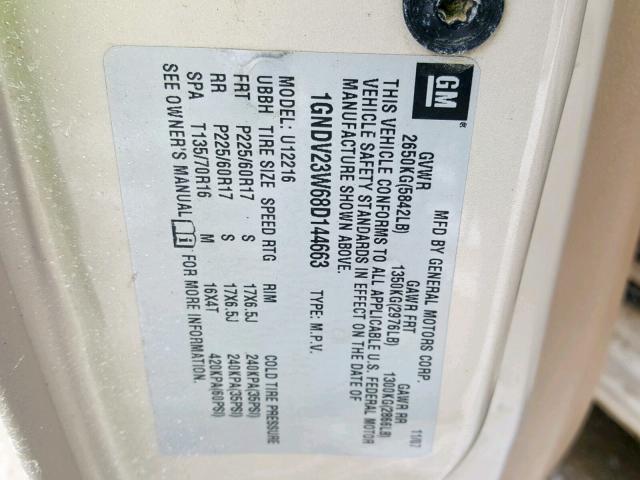 GM
MFD BY GENERAL MOTORS CORP. 11/07
GVWR GAWR FRT GAWR RR
2650KG(5842LB) 1350KG(2976LB) 1300KG(2866LB)
THIS VEHICLE CONFORMS TO ALL APPLICABLE U.S. FEDERAL MOTOR
VEHICLE SAFETY STANDARDS IN EFFECT ON THE DATE OF
MANUFACTURE SHOWN ABOVE.
1GNDV23W68D144663 TYPE: M.P.V.
MODEL: U12216
UBBH TIRE SIZE SPEED RTG RIM COLD TIRE PRESSURE
FRT P225/60R17 S 17X6.5J 240KPA(35PSI)
RR P225/60R17 S 17X6.5J 240KPA(35PSI)
SPA T135/70R16 M 16X4T 420KPA(60PSI)
SEE OWNER'S MANUAL FOR MORE INFORMATION.